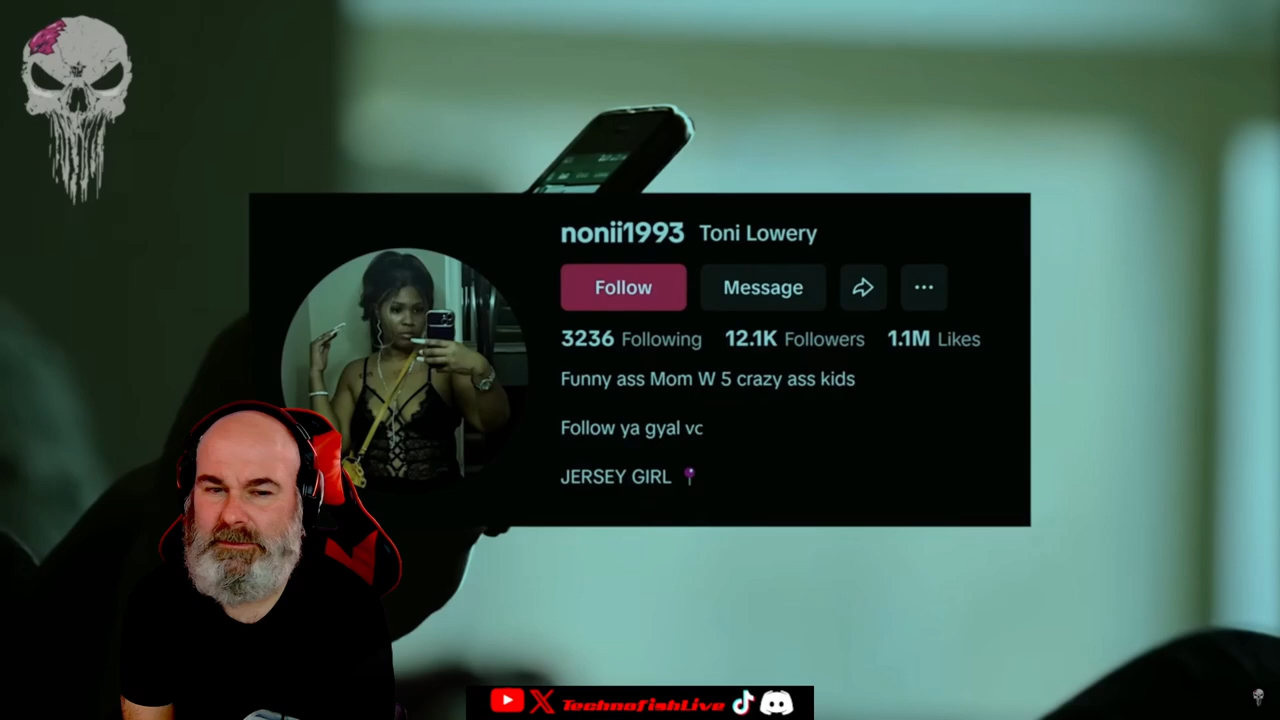 nonii1993 Toni Lowery
Follow Message
3236 Following 12.1K Followers 1.1M Likes
Funny ass Mom W 5 crazy ass kids
Follow ya gyal vc
JERSEY GIRL
TechnofishLive